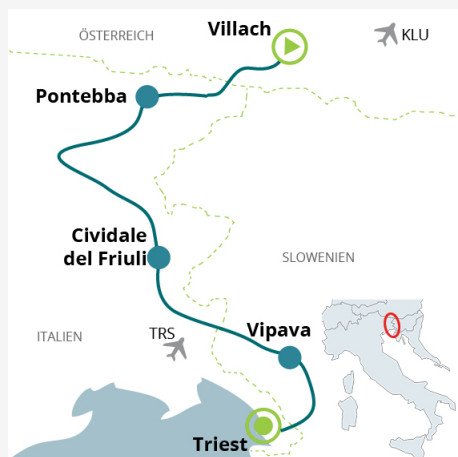 Villach
ÖSTERREICH
KLU
Pontebba
Cividale
del Friuli
SLOWENIEN
ITALIEN
TRS
Vipava
Triest